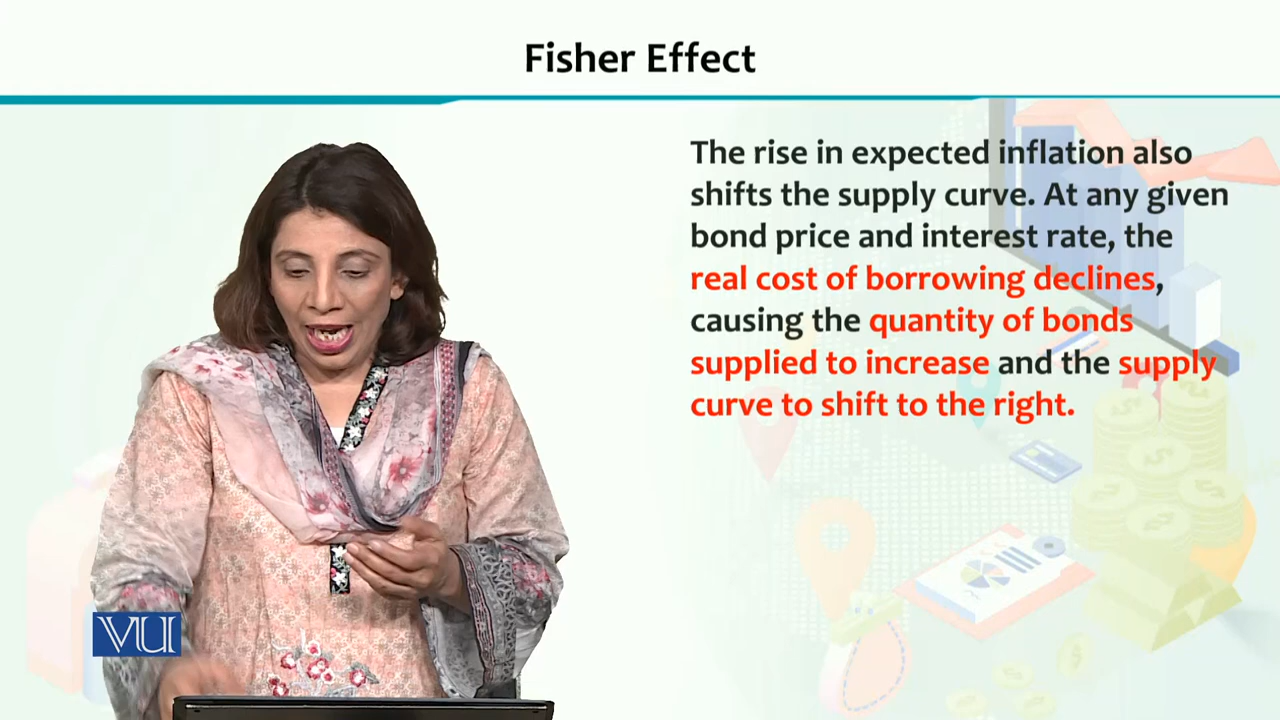 Fisher Effect
The rise in expected inflation also
shifts the supply curve. At any given
bond price and interest rate, the
real cost of borrowing declines,
causing the quantity of bonds
supplied to increase and the supply
curve to shift to the right.
VU